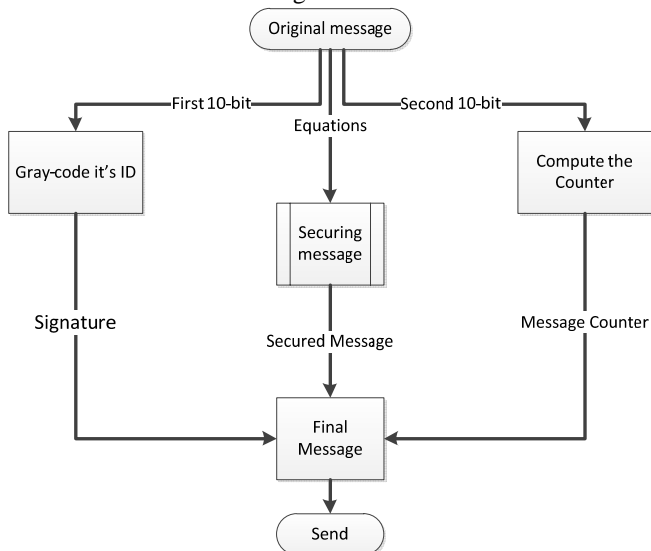 Original message
First 10-bit
Second 10-bit
Equations
Gray-code it's ID
Compute the
Counter
Securing
message
Signature
Message Counter
Secured Message
Final
Message
Send